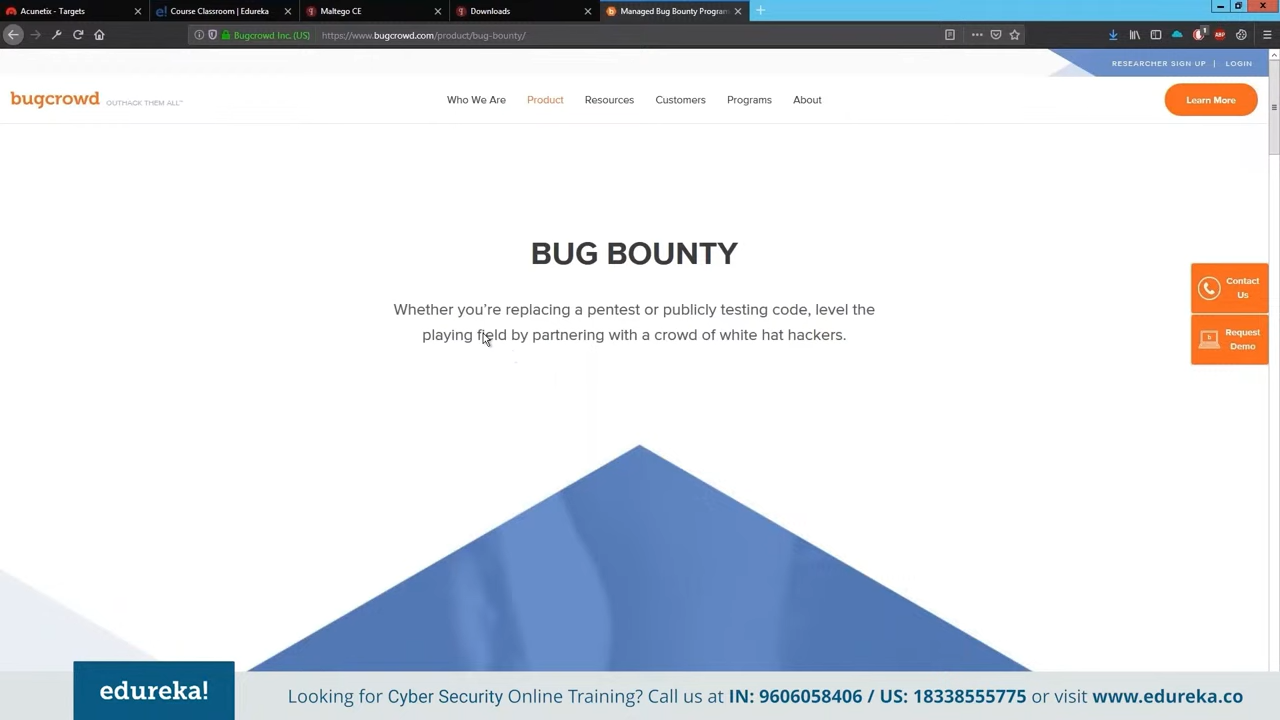 Acunetix - Targets
Course Classroom | Edureka
Maltego CE
Downloads
Managed Bug Bounty Program
Bugcrowd Inc. (US)
https://www.bugcrowd.com/product/bug-bounty/
RESEARCHER SIGN UP | LOGIN
bugcrowd
OUTHACK THEM ALL™
Who We Are
Product
Resources
Customers
Programs
About
Learn More
BUG BOUNTY
Whether you’re replacing a pentest or publicly testing code, level the
playing field by partnering with a crowd of white hat hackers.
Contact
Us
Request
Demo
edureka!
Looking for Cyber Security Online Training? Call us at IN: 9606058406 / US: 18338555775 or visit www.edureka.co